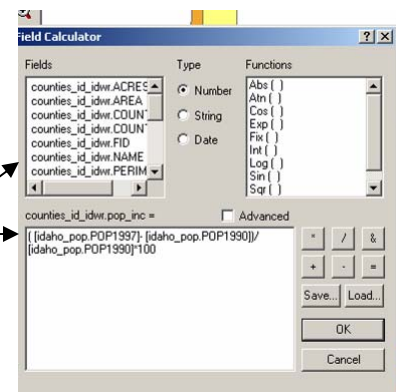 Field Calculator ? X
Fields Type Functions
counties_id_idwr.ACRES
counties_id_idwr.AREA
counties_id_idwr.COUN
counties_id_idwr.COUN
counties_id_idwr.FID
counties_id_idwr.NAME
counties_id_idwr.PERIM
Number
String
Date
Abs ( )
Atn ( )
Cos ( )
Exp ( )
Fix ( )
Int ( )
Log ( )
Sin ( )
Sqr ( )
counties_id_idwr.pop_inc = Advanced
( [idaho_pop.POP1997]- [idaho_pop.POP1990])/
[idaho_pop.POP1990]*100
* / &
+ - =
Save... Load...
OK
Cancel